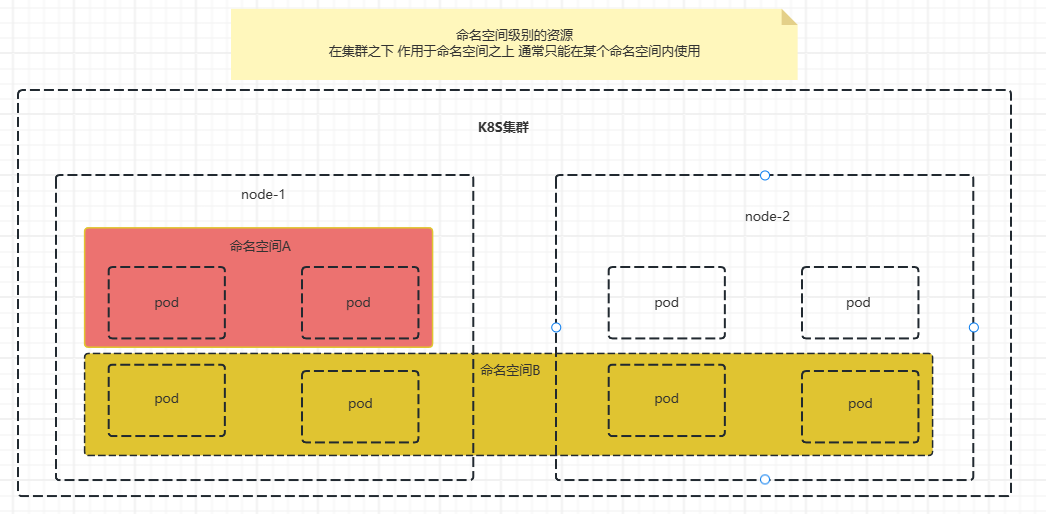 命名空间级别的资源
在集群之下 作用于命名空间之上 通常只能在某个命名空间内使用
K8S集群
node-1
node-2
命名空间A
pod
pod
pod
pod
命名空间B
pod
pod
pod
pod